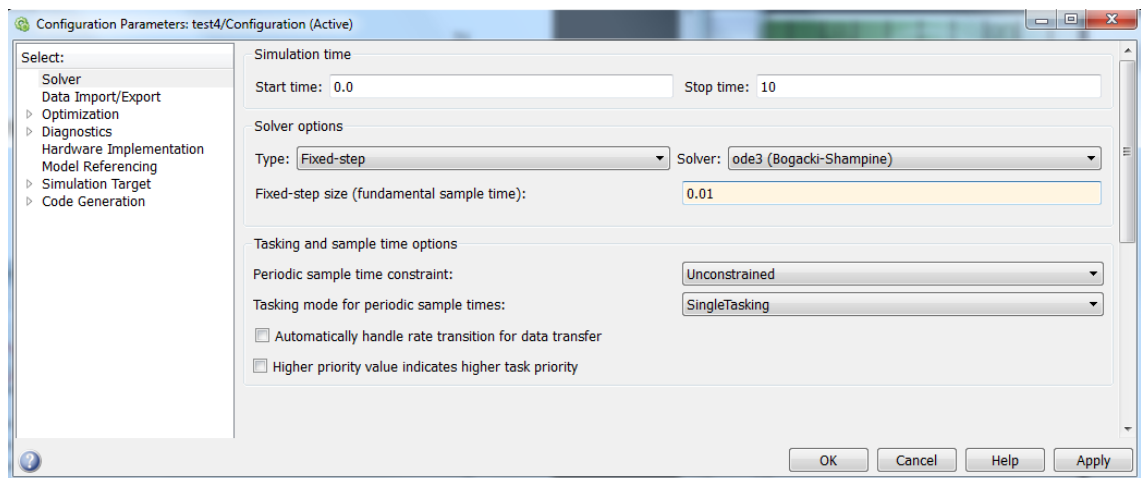 Configuration Parameters: test4/Configuration (Active)
Select:
Solver
Data Import/Export
Optimization
Diagnostics
Hardware Implementation
Model Referencing
Simulation Target
Code Generation
Simulation time
Start time: 0.0 Stop time: 10
Solver options
Type: Fixed-step Solver: ode3 (Bogacki-Shampine)
Fixed-step size (fundamental sample time): 0.01
Tasking and sample time options
Periodic sample time constraint: Unconstrained
Tasking mode for periodic sample times: SingleTasking
Automatically handle rate transition for data transfer
Higher priority value indicates higher task priority
OK Cancel Help Apply